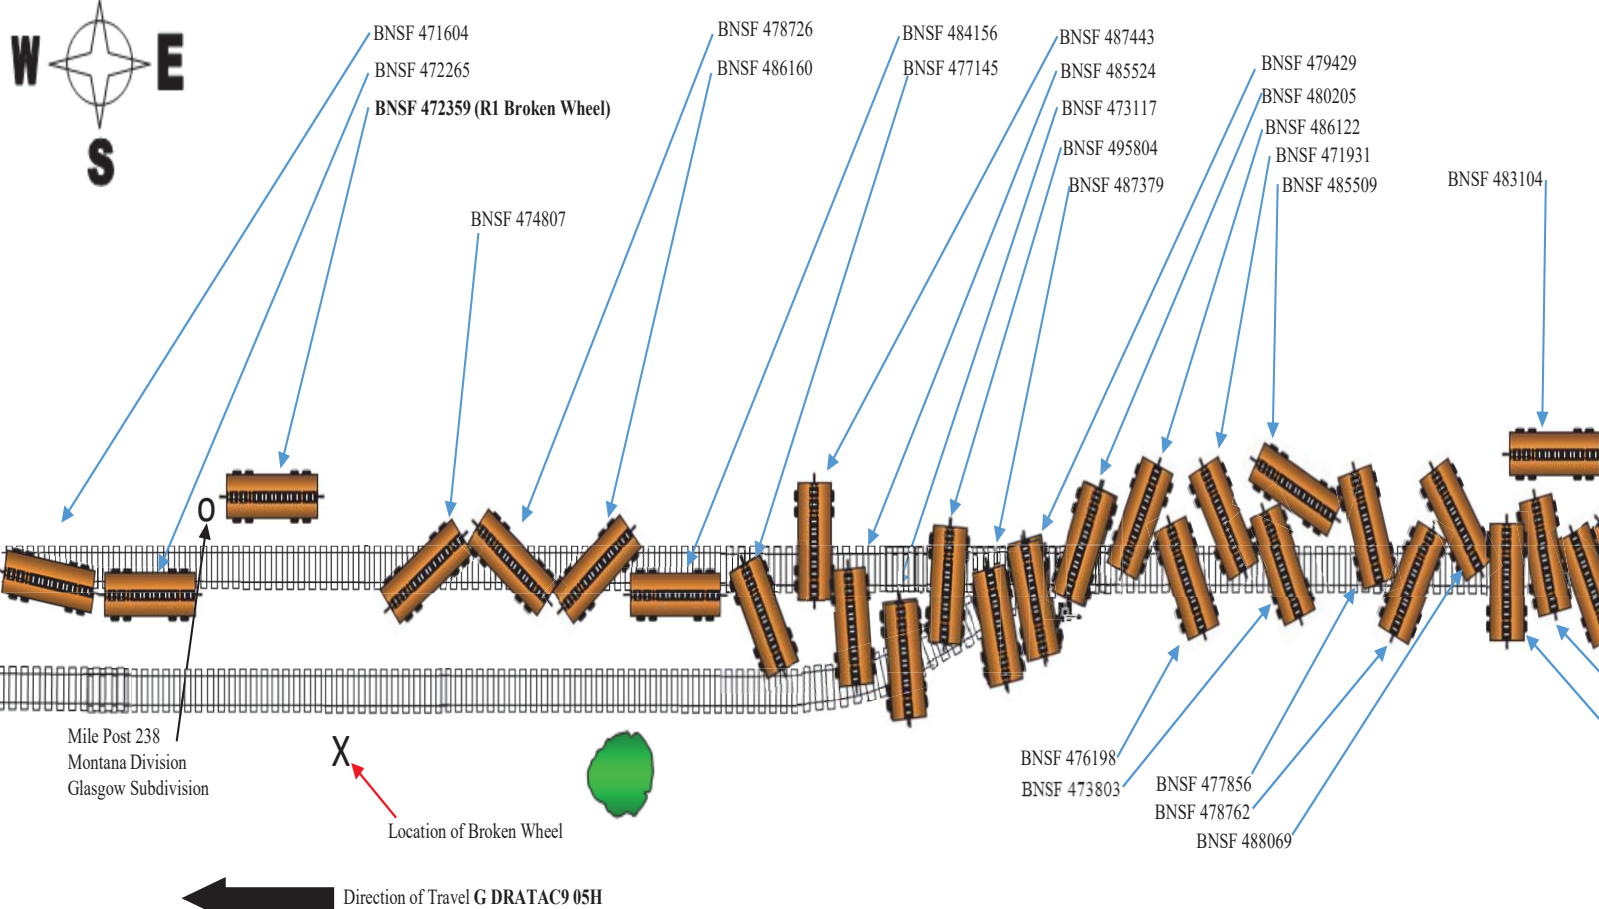 W
E
S
BNSF 471604
BNSF 472265
BNSF 472359 (R1 Broken Wheel)
BNSF 474807
BNSF 478726
BNSF 486160
BNSF 484156
BNSF 477145
BNSF 487443
BNSF 485524
BNSF 473117
BNSF 495804
BNSF 487379
BNSF 479429
BNSF 480205
BNSF 486122
BNSF 471931
BNSF 485509
BNSF 483104
O
Mile Post 238
Montana Division
Glasgow Subdivision
X
Location of Broken Wheel
BNSF 476198
BNSF 473803
BNSF 477856
BNSF 478762
BNSF 488069
Direction of Travel G DRATAC9 05H